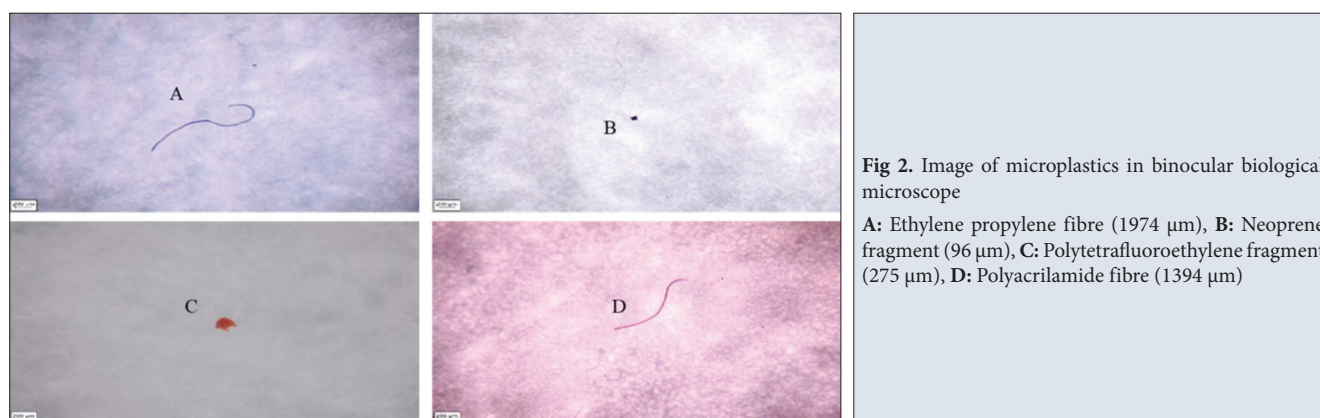 A
B
C
D
Fig 2. Image of microplastics in binocular biological
microscope
A: Ethylene propylene fibre (1974 µm), B: Neoprene
fragment (96 µm), C: Polytetrafluoroethylene fragment
(275 µm), D: Polyacrilamide fibre (1394 µm)